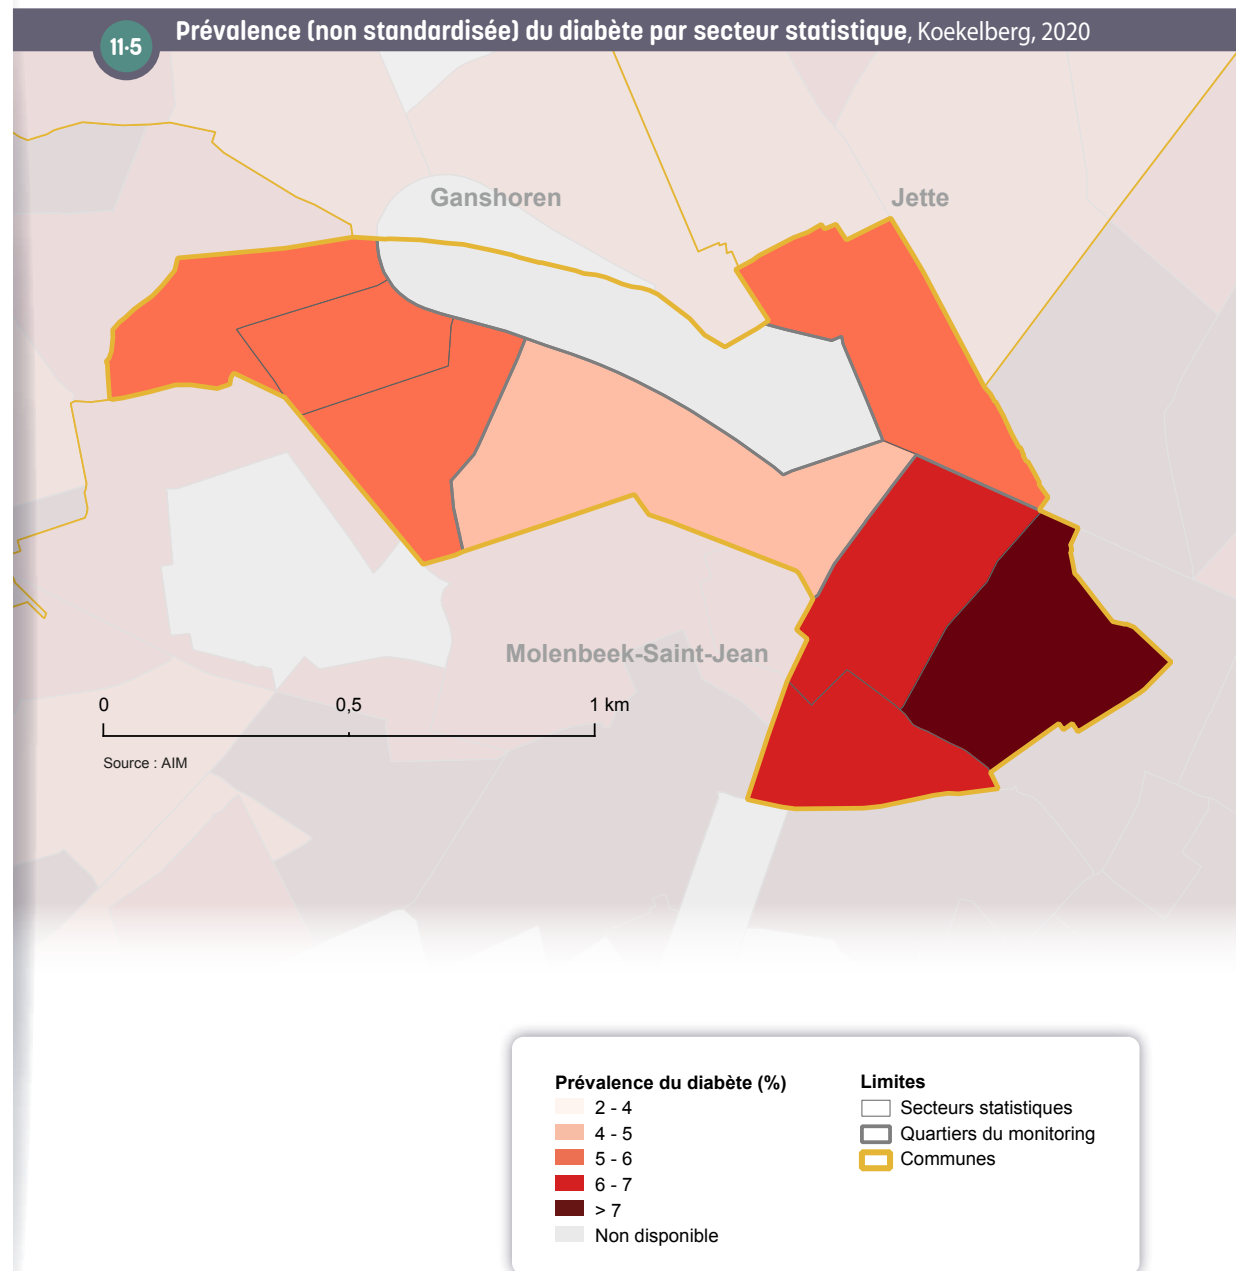 11·5
Prévalence (non standardisée) du diabète par secteur statistique, Koekelberg, 2020
Ganshoren
Jette
Molenbeek-Saint-Jean
0 0,5 1 km
Source : AIM
Prévalence du diabète (%)
2 - 4
4 - 5
5 - 6
6 - 7
> 7
Non disponible
Limites
Secteurs statistiques
Quartiers du monitoring
Communes